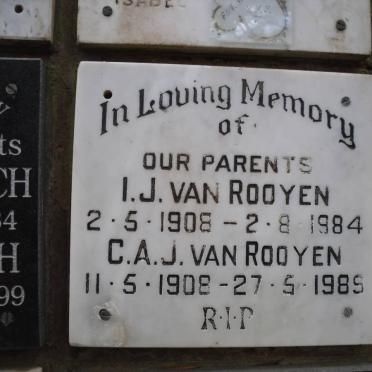 ISABEL
In Loving Memory
of
OUR PARENTS
I.J. VAN ROOYEN
2·5·1908 – 2·8·1984
C.A.J. VAN ROOYEN
11·5·1908 – 27·5·1989
R·I·P